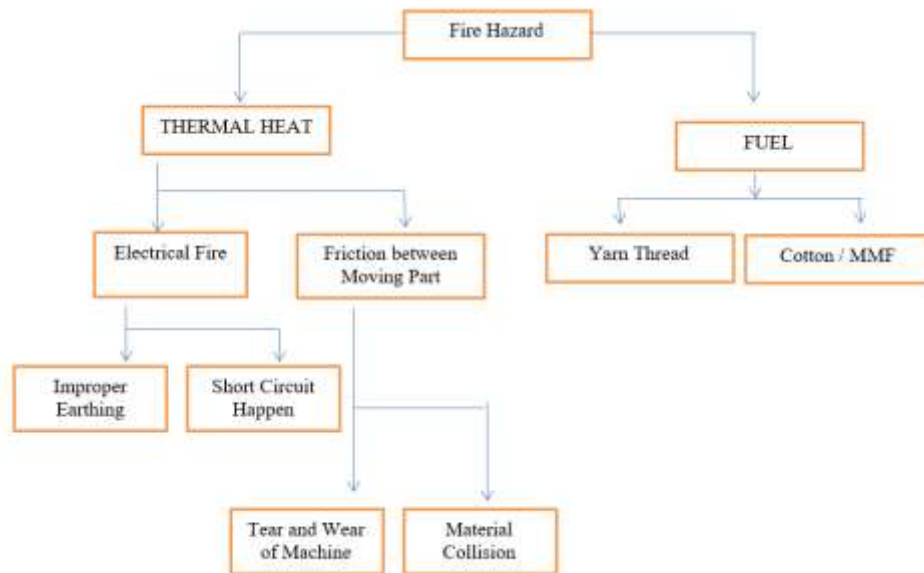 Fire Hazard
THERMAL HEAT
FUEL
Electrical Fire
Friction between
Moving Part
Yarn Thread
Cotton / MMF
Improper
Earthing
Short Circuit
Happen
Tear and Wear
of Machine
Material
Collision